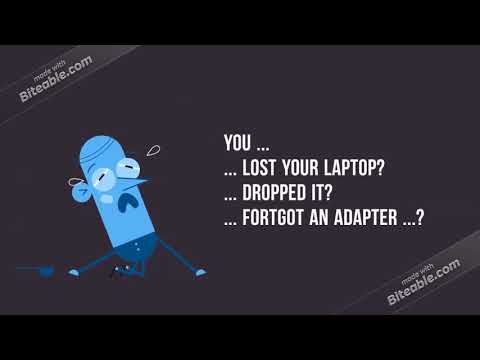 made with
Biteable.com
YOU ...
... LOST YOUR LAPTOP?
... DROPPED IT?
... FORTGOT AN ADAPTER ...?
made with
Biteable.com